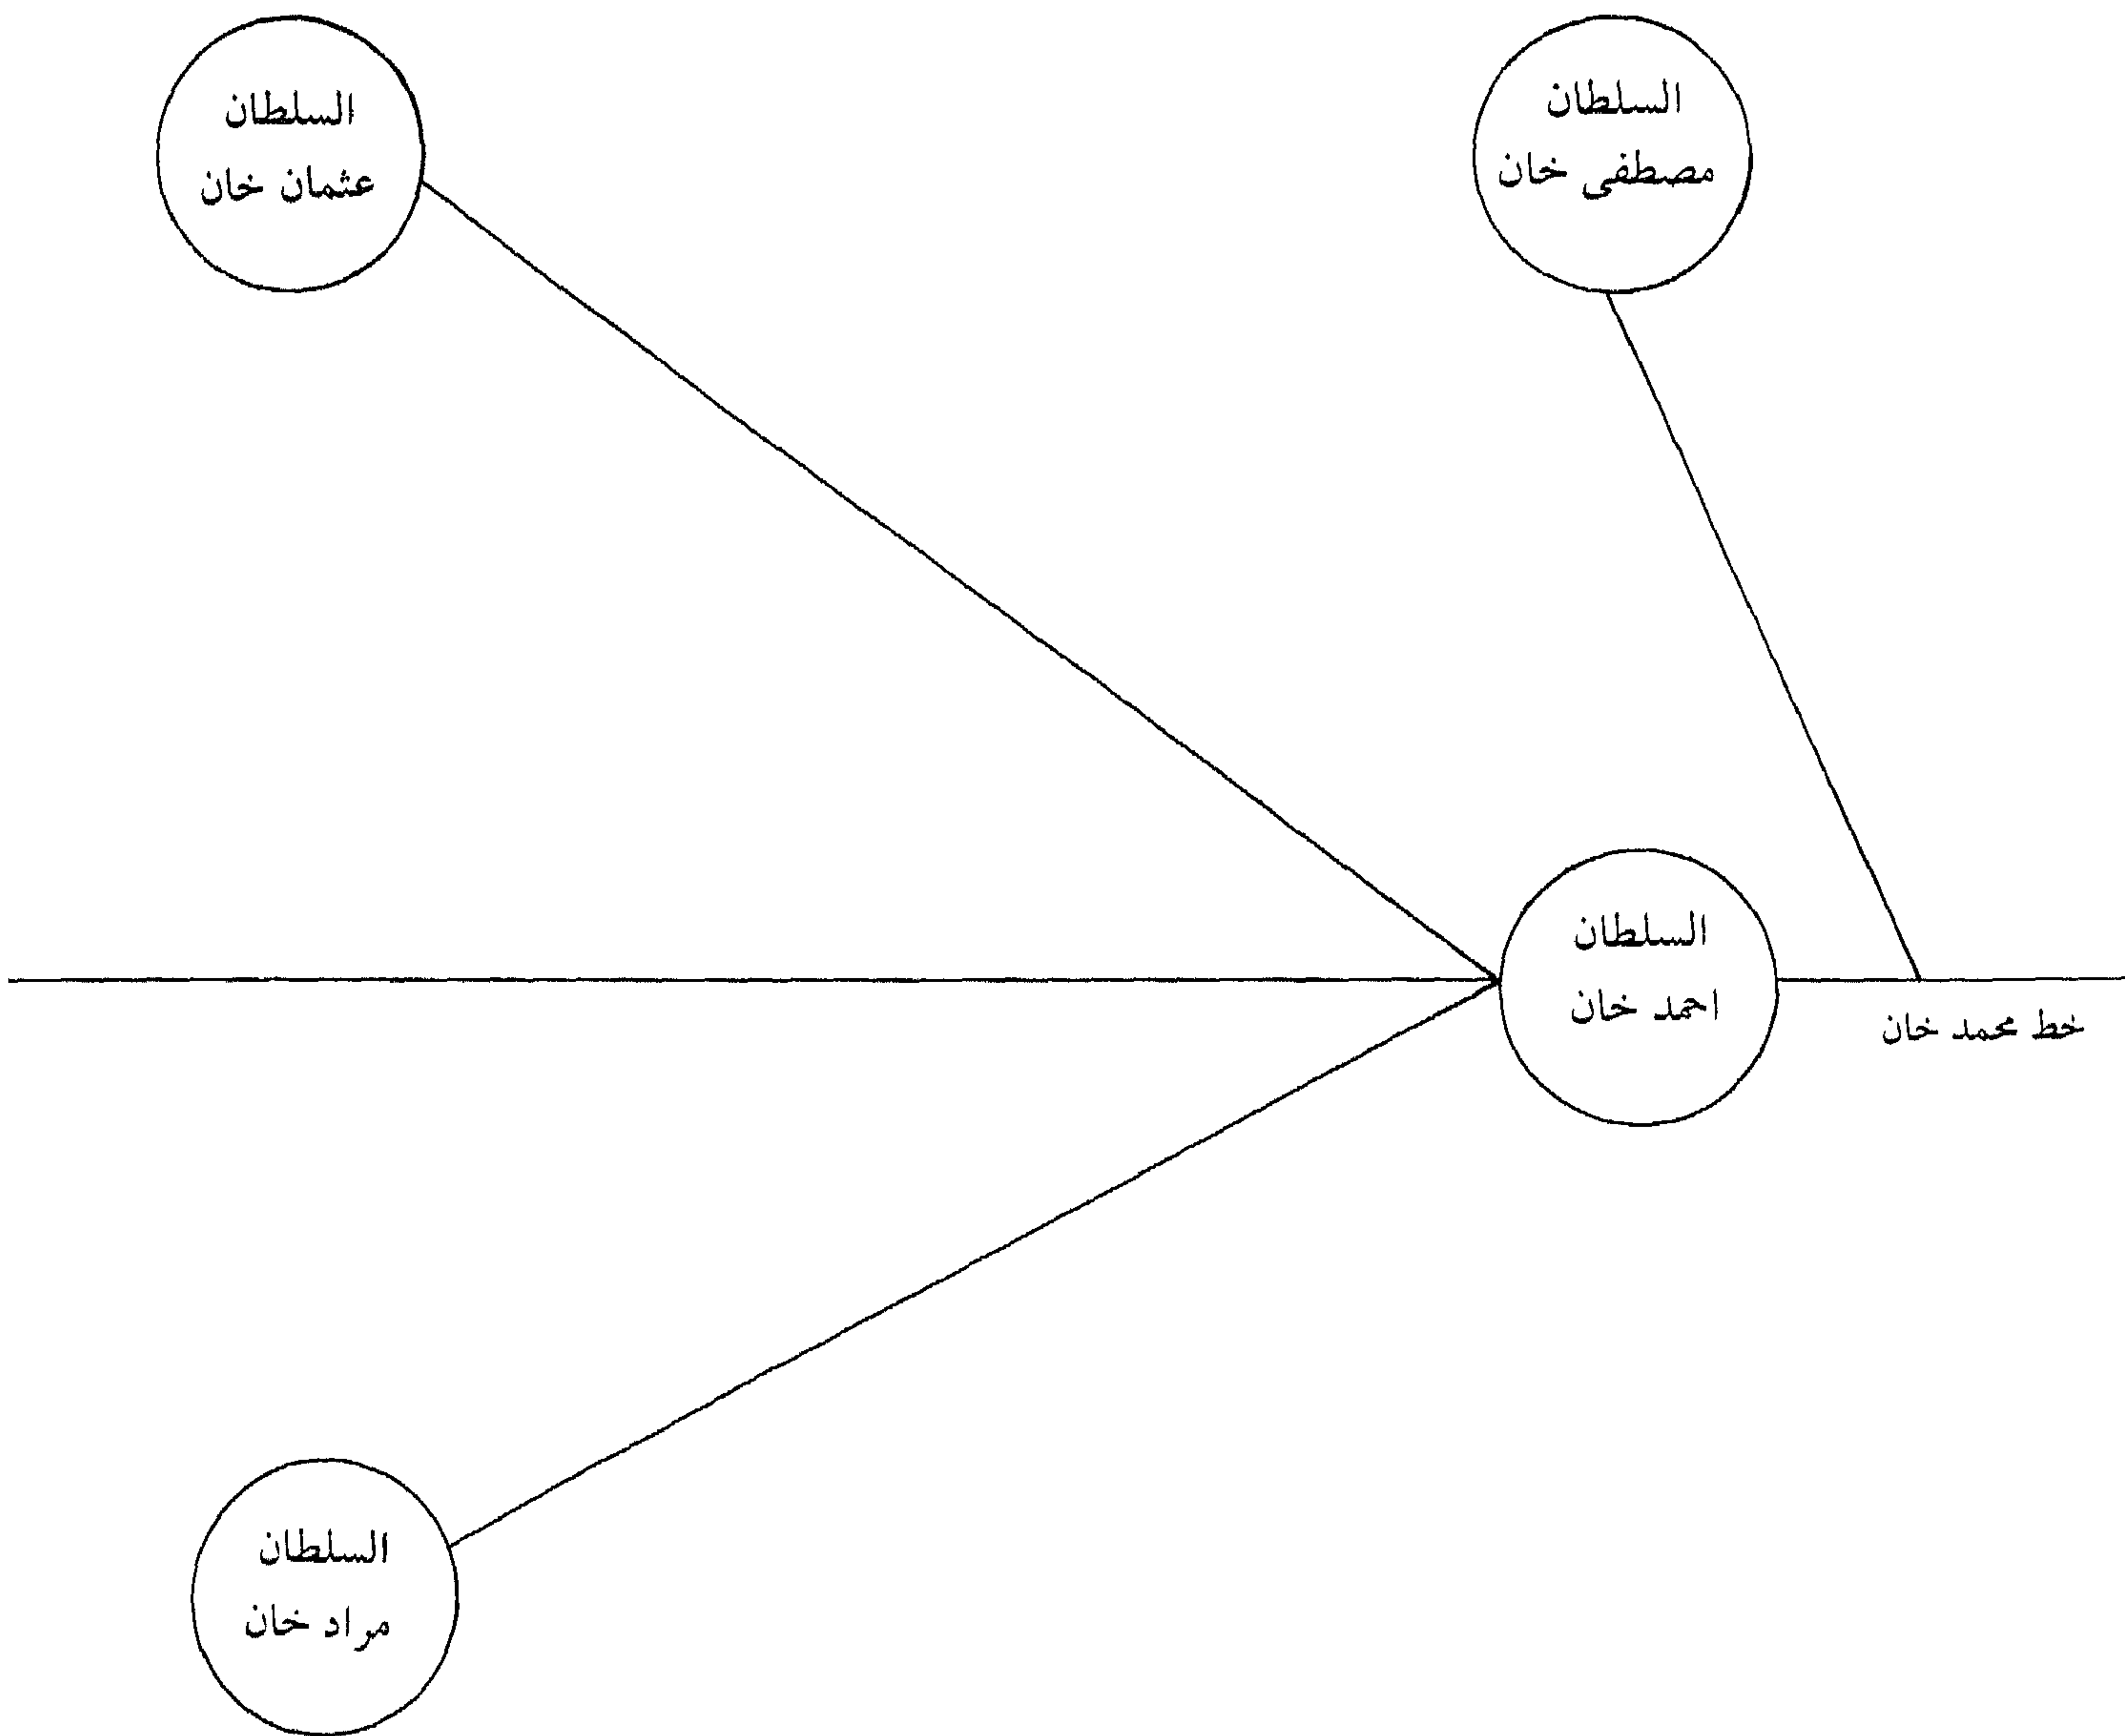 السلطان
مصطفى خان
السلطان
عثمان خان
السلطان
احمد خان
خط محمد خان
السلطان
مراد خان